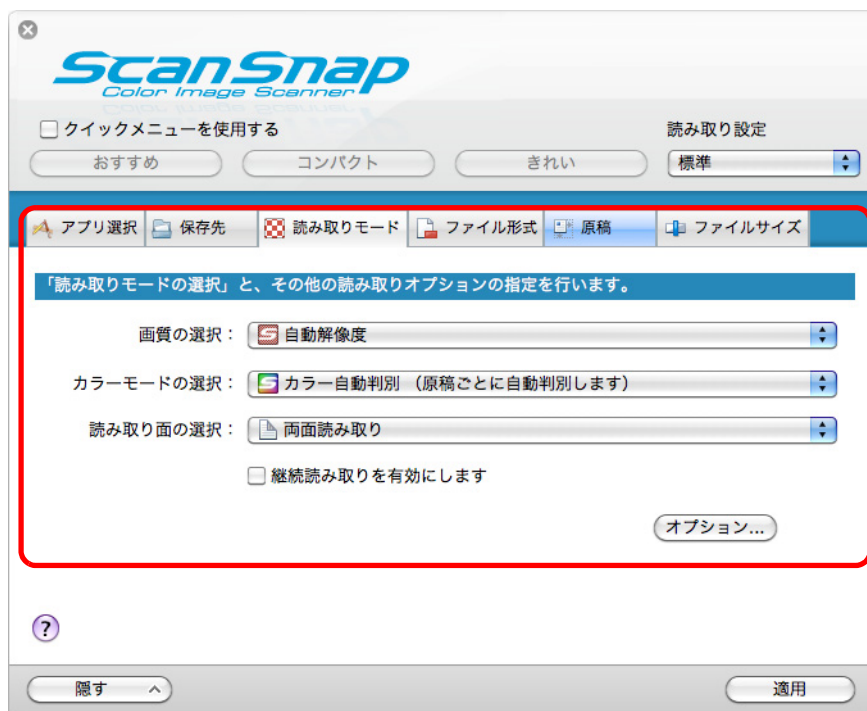 ScanSnap
Color Image Scanner
クイックメニューを使用する
読み取り設定
おすすめ
コンパクト
きれい
標準
アプリ選択
保存先
読み取りモード
ファイル形式
原稿
ファイルサイズ
「読み取りモードの選択」と、その他の読み取りオプションの指定を行います。
画質の選択：
自動解像度
カラーモードの選択：
カラー自動判別 （原稿ごとに自動判別します）
読み取り面の選択：
両面読み取り
継続読み取りを有効にします
オプション...
?
隠す
適用